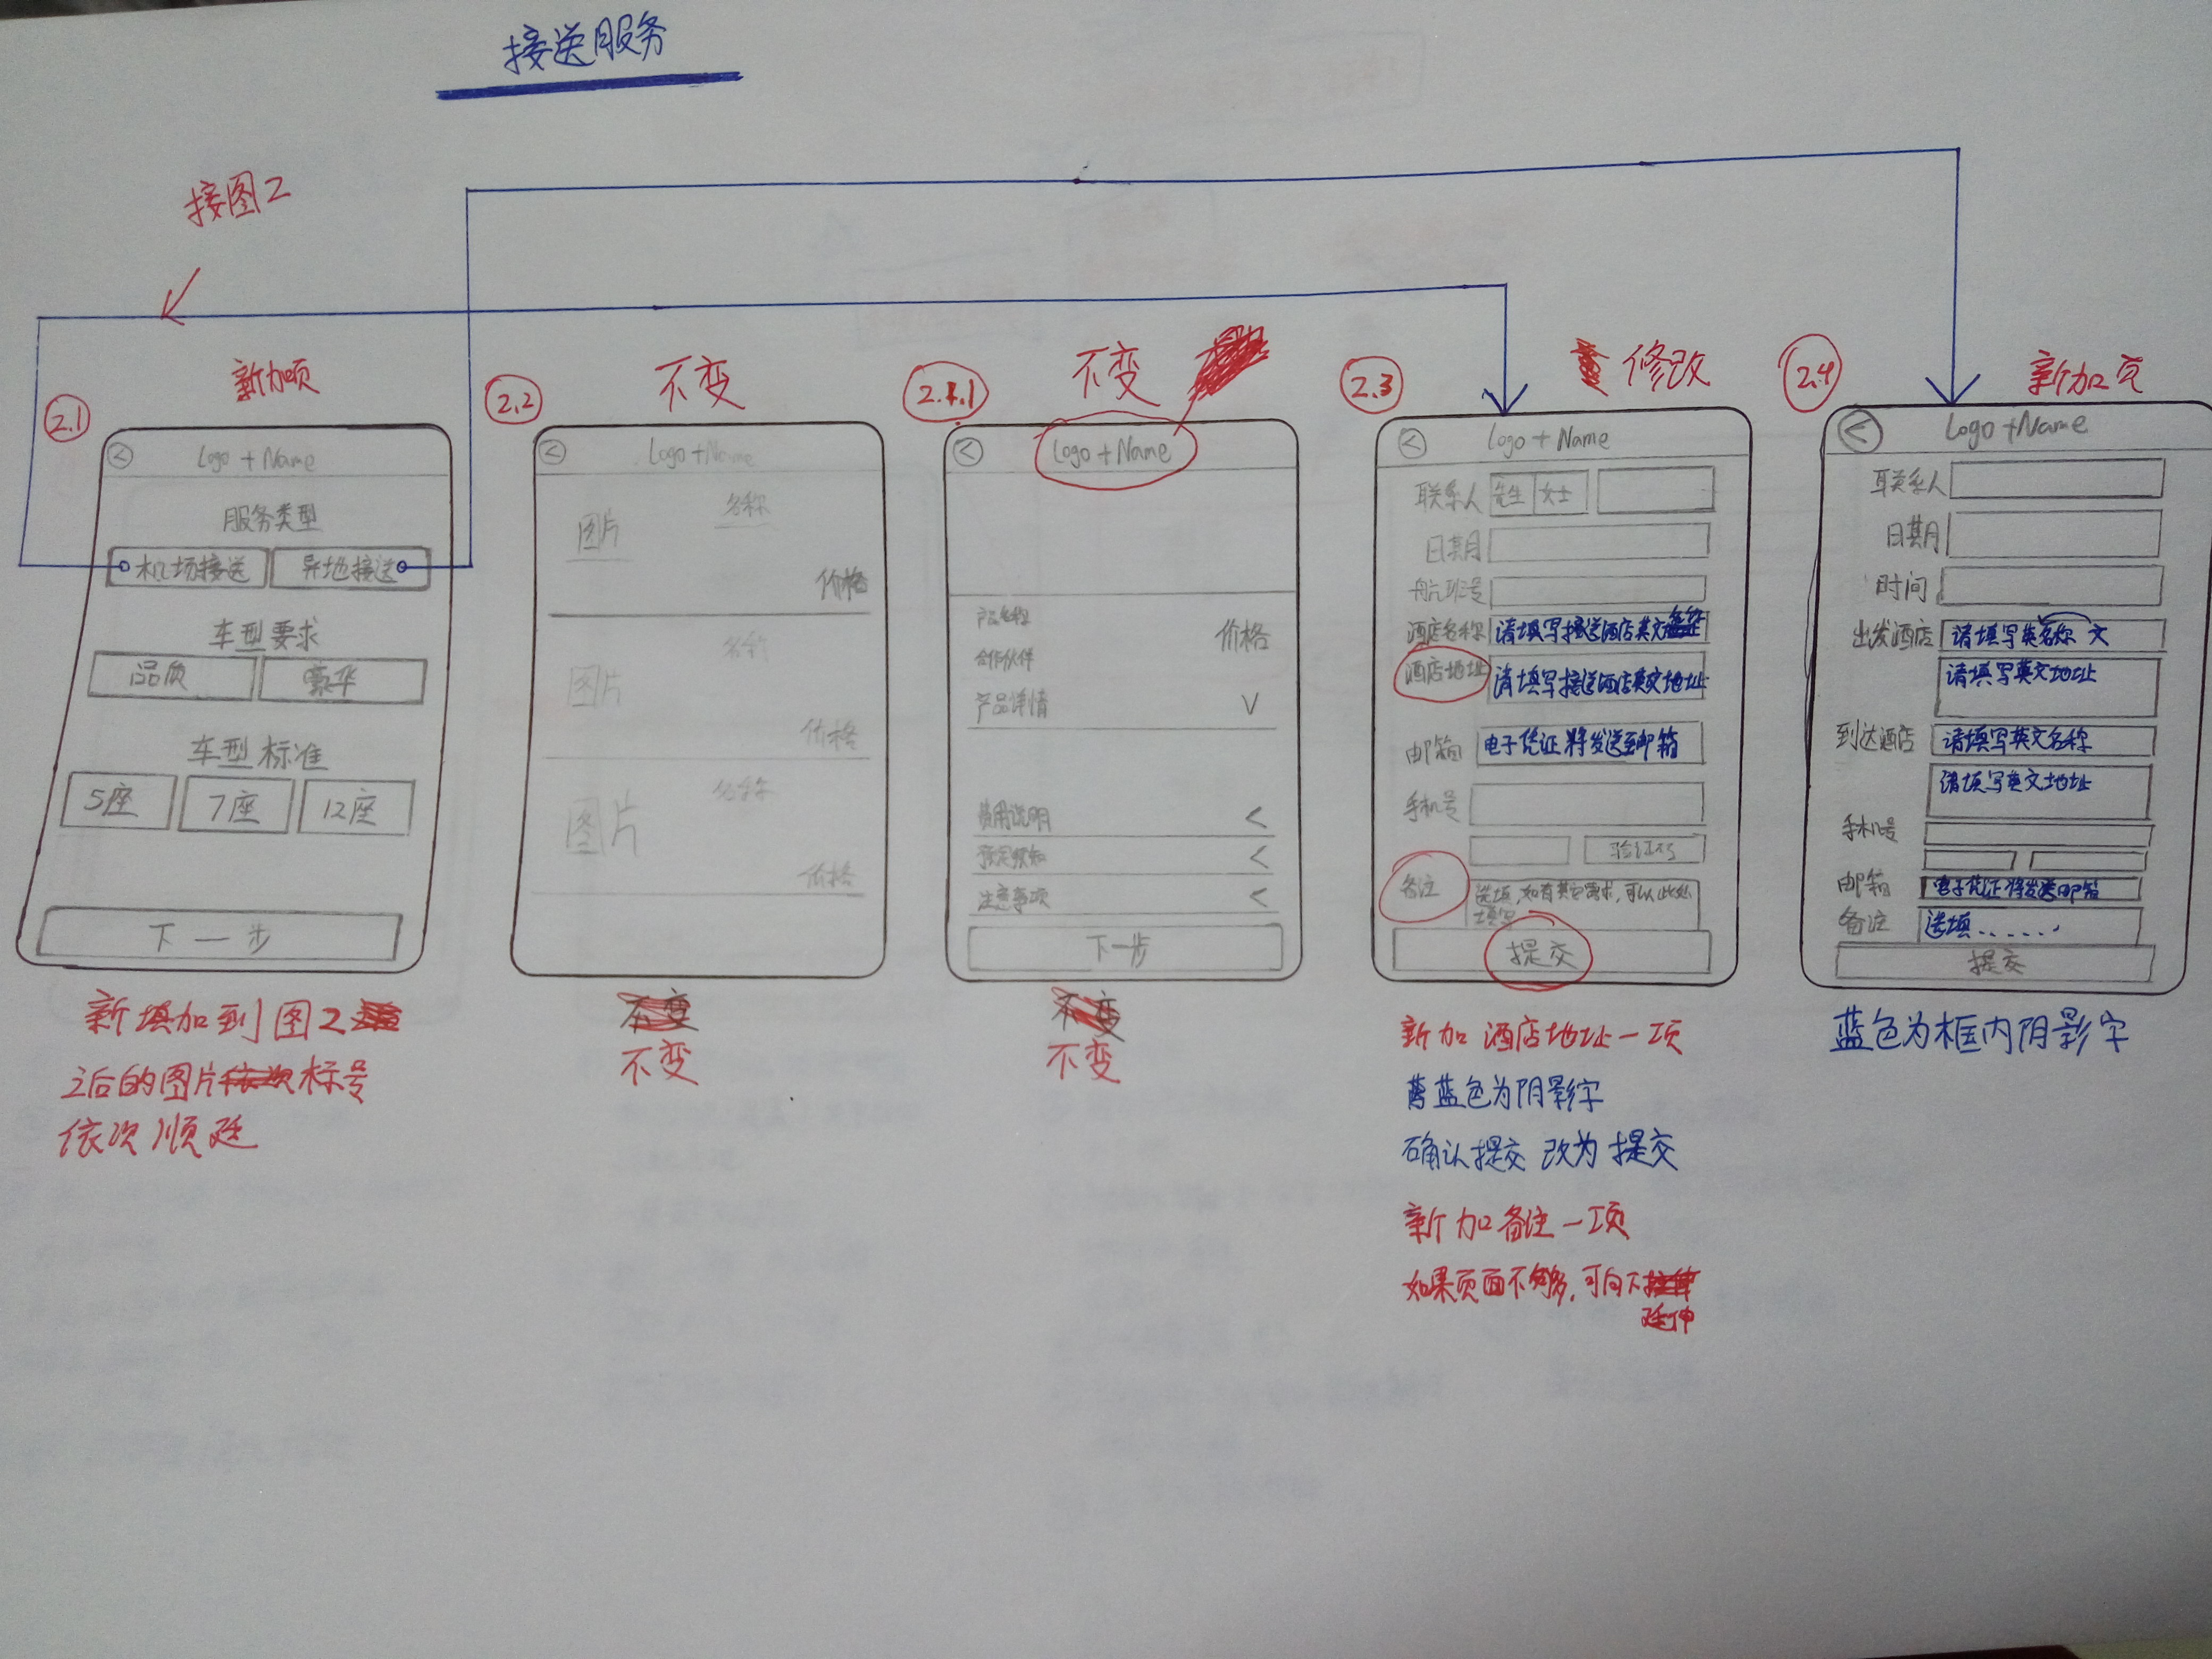 接送服务
接图2
新加页
2.1
< Logo + Name
服务类型
机场接送 异地接送
车型要求
品质 豪华
车型标准
5座 7座 12座
下一步
新填加到图2
2后的图片标号
依次顺延
不变
2.2
< Logo + Name
图片 名称
价格
图片 名称
价格
图片 名称
价格
不变
不变
不变
< Logo + Name
产品名称
价格
合作伙伴
产品详情 V
费用说明 <
预定须知 <
注意事项 <
下一步
不变
不变
修改
2.3
< Logo + Name
联系人 先生 女士
日期
航班号
酒店名称 请填写接送酒店英文
酒店地址 请填写接送酒店英文地址
邮箱 电子凭证将发送至邮箱
手机号
验证码
备注 选填,如有其它需求,可以此处
填写
提交
新加酒店地址一项
蓝色为阴影字
确认提交 改为 提交
新加备注一项
如果页面不够,可向下
延伸
新加页
2.4
< Logo + Name
联系人
日期
时间
出发酒店 请填写英名称 文
请填写英文地址
到达酒店 请填写英文名称
请填写英文地址
手机号
邮箱 电子凭证将发送邮箱
备注 选填......
提交
蓝色为框内阴影字